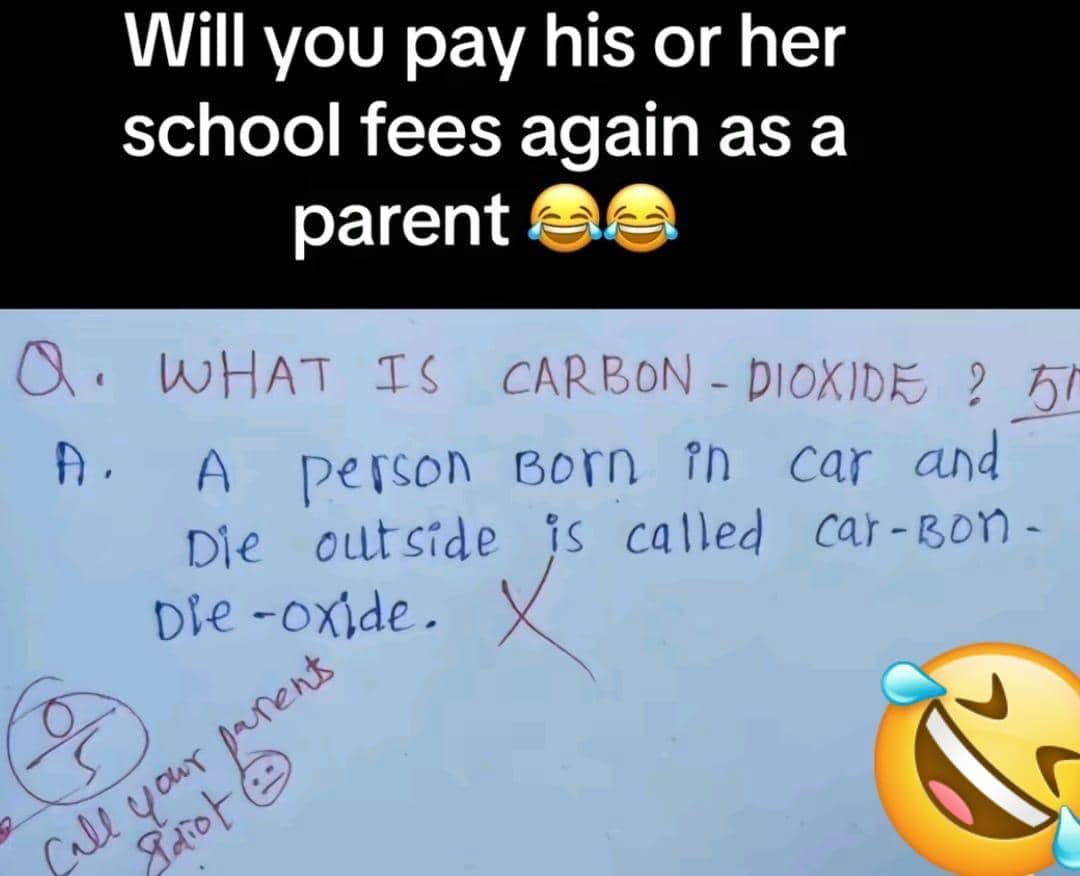 Will you pay his or her
school fees again as a
parent 😂😂
Q. WHAT IS CARBON - DIOXIDE ?
A. A person Born in car and
Die outside is called car-Bon-
Die-oxide.
0/5
Call your parents
Idiot